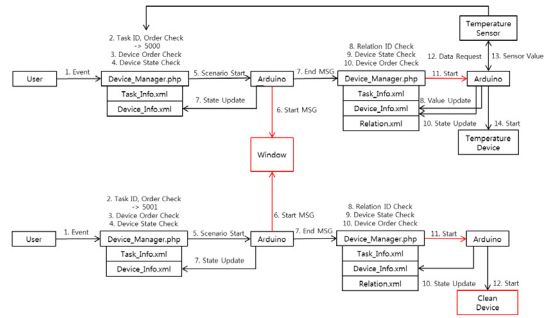 Temperature
Sensor
2. Task ID, Order Check
-> 5000
3. Device Order Check
4. Device State Check
8. Relation ID Check
9. Device State Check
10. Device Order Check
12. Data Request
13. Sensor Value
User
1. Event
Device_Manager.php
5. Scenario Start
Arduino
7. End MSG
Device_Manager.php
11. Start
Arduino
Task_Info.xml
Device_Info.xml
7. State Update
6. Start MSG
Task_Info.xml
Device_Info.xml
Relation.xml
8. Value Update
10. State Update
14. Start
Window
Temperature
Device
2. Task ID, Order Check
-> 5001
3. Device Order Check
4. Device State Check
6. Start MSG
8. Relation ID Check
9. Device State Check
10. Device Order Check
User
1. Event
Device_Manager.php
5. Scenario Start
Arduino
7. End MSG
Device_Manager.php
11. Start
Arduino
Task_Info.xml
Device_Info.xml
7. State Update
Task_Info.xml
Device_Info.xml
Relation.xml
10. State Update
12. Start
Clean
Device